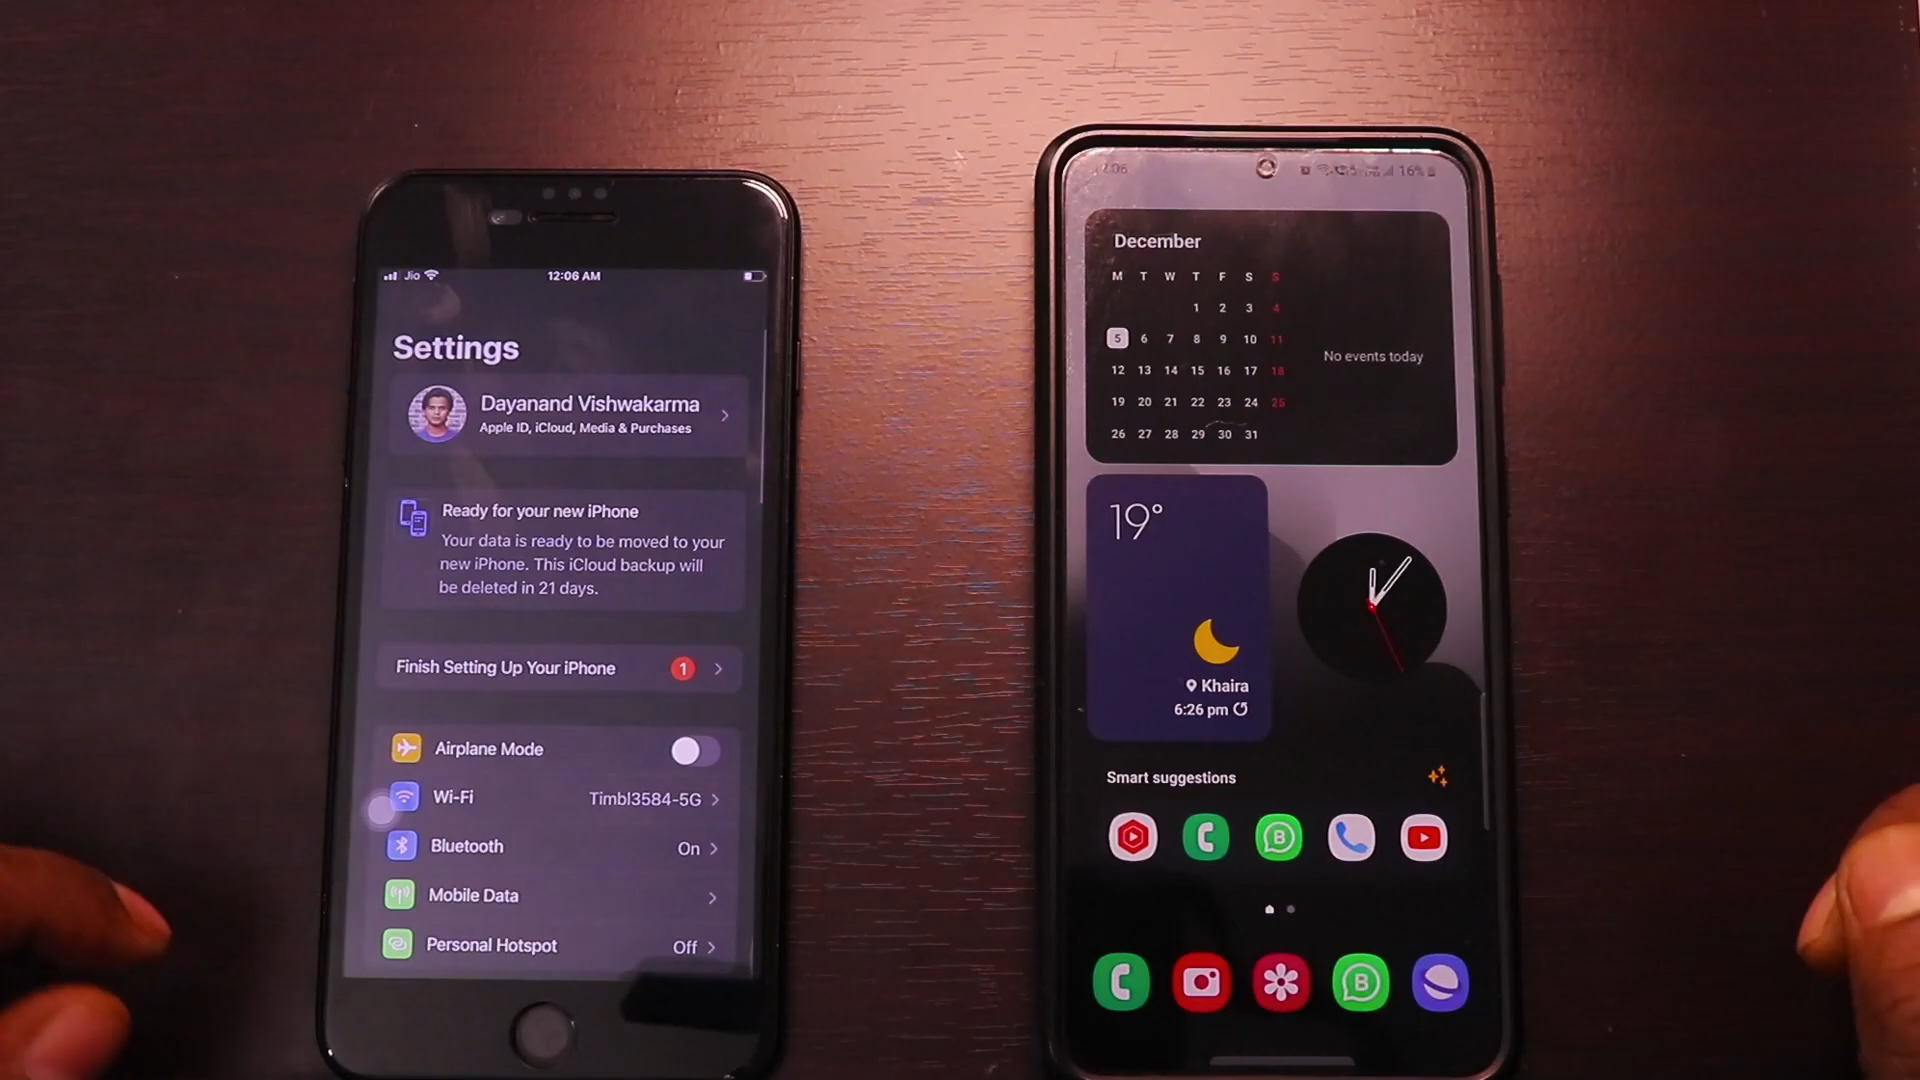 Jio
12:06 AM
Settings
Dayanand Vishwakarma
Apple ID, iCloud, Media & Purchases
Ready for your new iPhone
Your data is ready to be moved to your
new iPhone. This iCloud backup will
be deleted in 21 days.
Finish Setting Up Your iPhone
1
Airplane Mode
Wi-Fi
Timbl3584-5G
Bluetooth
On
Mobile Data
Personal Hotspot
Off
16%
December
M T W T F S S
1 2 3 4
5 6 7 8 9 10 11
12 13 14 15 16 17 18
19 20 21 22 23 24 25
26 27 28 29 30 31
No events today
19°
Khaira
6:26 pm
Smart suggestions
B
B